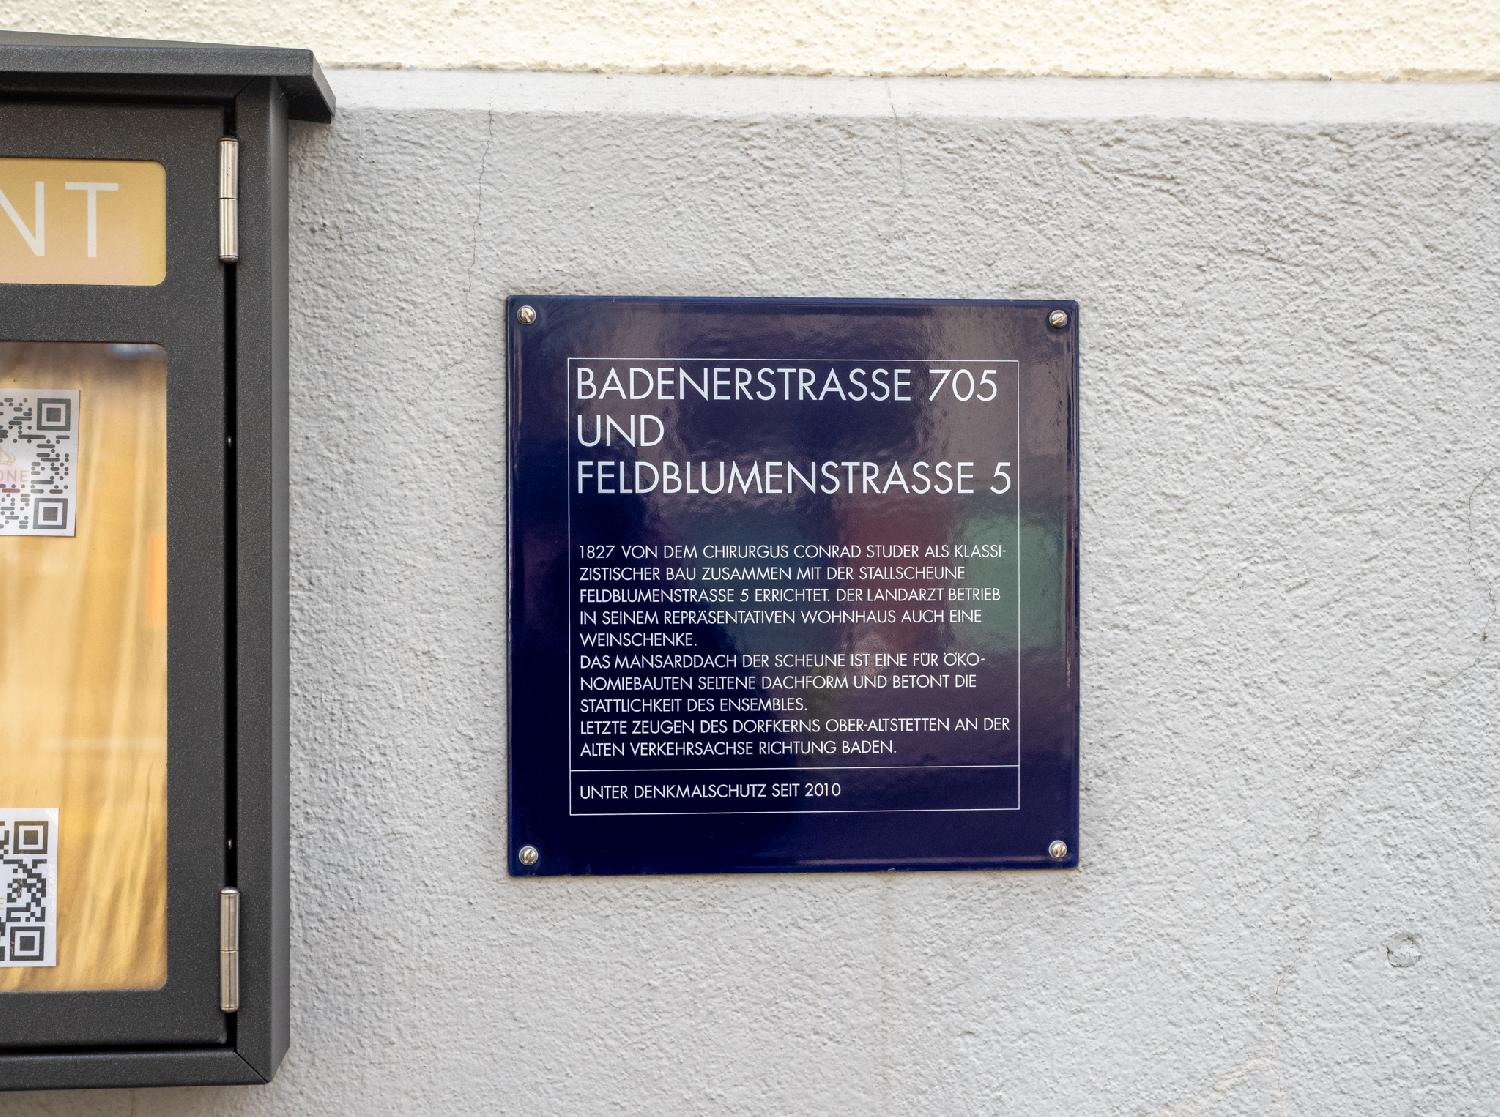 NT
ONE
BADENERSTRASSE 705
UND
FELDBLUMENSTRASSE 5
1827 VON DEM CHIRURGUS CONRAD STUDER ALS KLASSI-
ZISTISCHER BAU ZUSAMMEN MIT DER STALLSCHEUNE
FELDBLUMENSTRASSE 5 ERRICHTET. DER LANDARZT BETRIEB
IN SEINEM REPRÄSENTATIVEN WOHNHAUS AUCH EINE
WEINSCHENKE.
DAS MANSARDDACH DER SCHEUNE IST EINE FÜR ÖKO-
NOMIEBAUTEN SELTENE DACHFORM UND BETONT DIE
STATTLICHKEIT DES ENSEMBLES.
LETZTE ZEUGEN DES DORFKERNS OBER-ALTSTETTEN AN DER
ALTEN VERKEHRSACHSE RICHTUNG BADEN.
UNTER DENKMALSCHUTZ SEIT 2010